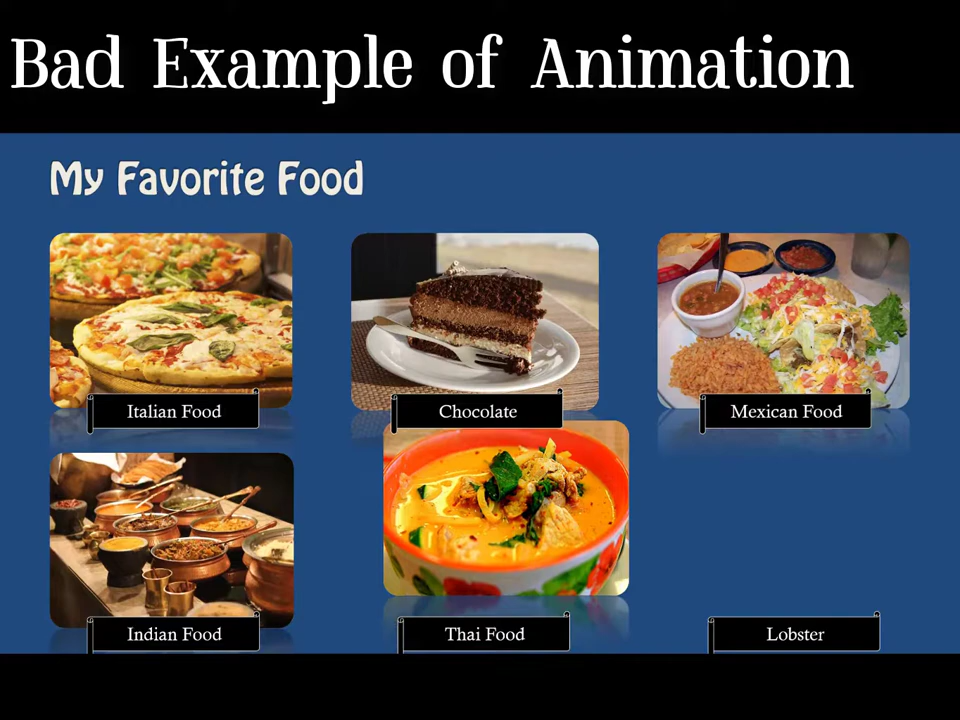 Bad Example of Animation
My Favorite Food
Italian Food
Chocolate
Mexican Food
Indian Food
Thai Food
Lobster